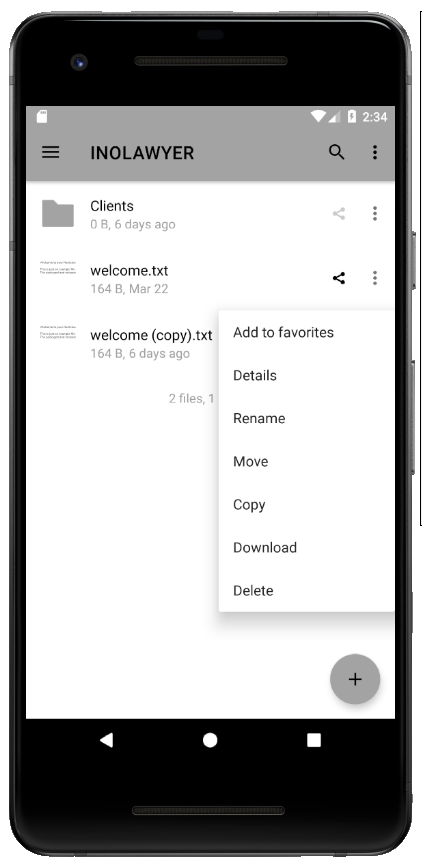 2:34
INOLAWYER
Clients
0 B, 6 days ago
welcome.txt
164 B, Mar 22
welcome (copy).txt
164 B, 6 days ago
2 files, 1
Add to favorites
Details
Rename
Move
Copy
Download
Delete